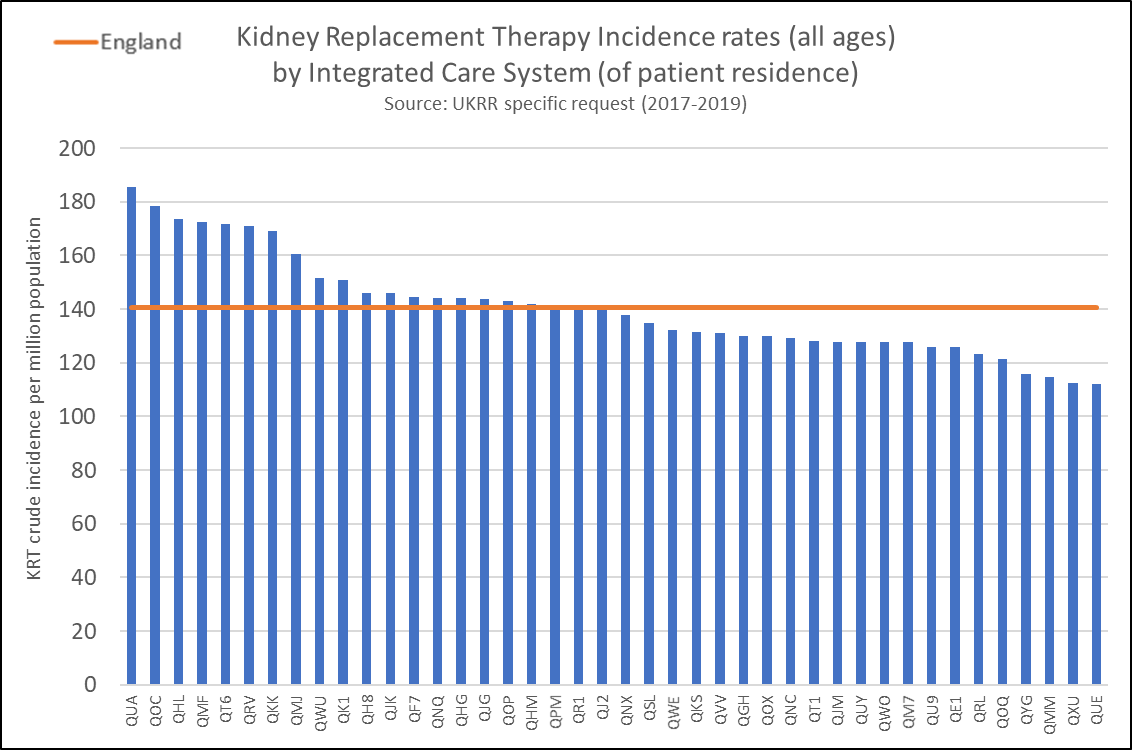 England
Kidney Replacement Therapy Incidence rates (all ages)
by Integrated Care System (of patient residence)
Source: UKRR specific request (2017-2019)
KRT crude incidence per million population
200
180
160
140
120
100
80
60
40
20
0
QUA
QOC
QHL
QMF
QT6
QRV
QKK
QMJ
QWU
QK1
QH8
QJK
QF7
QNQ
QHG
QJG
QOP
QHM
QPM
QR1
QJ2
QNX
QSL
QWE
QKS
QVV
QGH
QOX
QNC
QT1
QJM
QUY
QWO
QM7
QU9
QE1
QRL
QOQ
QYG
QMM
QXU
QUE